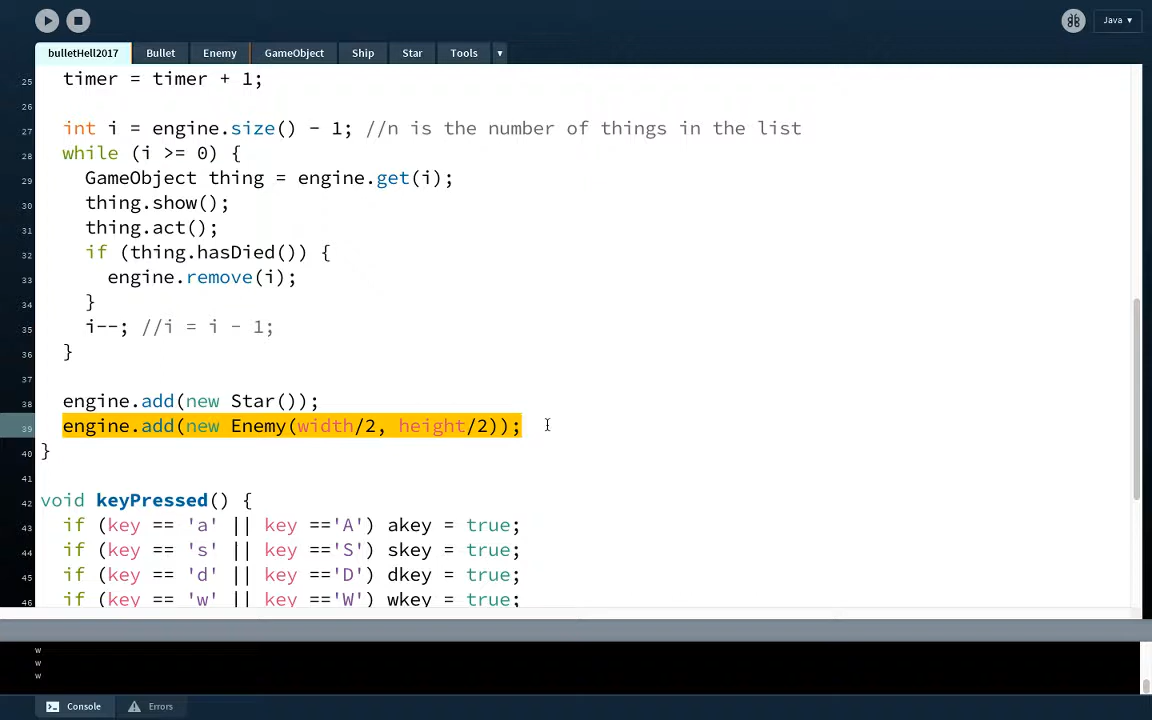 Java ▾
bulletHell2017 Bullet Enemy GameObject Ship Star Tools ▼
25 timer = timer + 1;
26
27 int i = engine.size() - 1; //n is the number of things in the list
28 while (i >= 0) {
29 GameObject thing = engine.get(i);
30 thing.show();
31 thing.act();
32 if (thing.hasDied()) {
33 engine.remove(i);
34 }
35 i--; //i = i - 1;
36 }
37
38 engine.add(new Star());
39 engine.add(new Enemy(width/2, height/2));
40 }
41
42 void keyPressed() {
43 if (key == 'a' || key =='A') akey = true;
44 if (key == 's' || key =='S') skey = true;
45 if (key == 'd' || key =='D') dkey = true;
46 if (key == 'w' || key =='W') wkey = true;
w
w
w
Console Errors